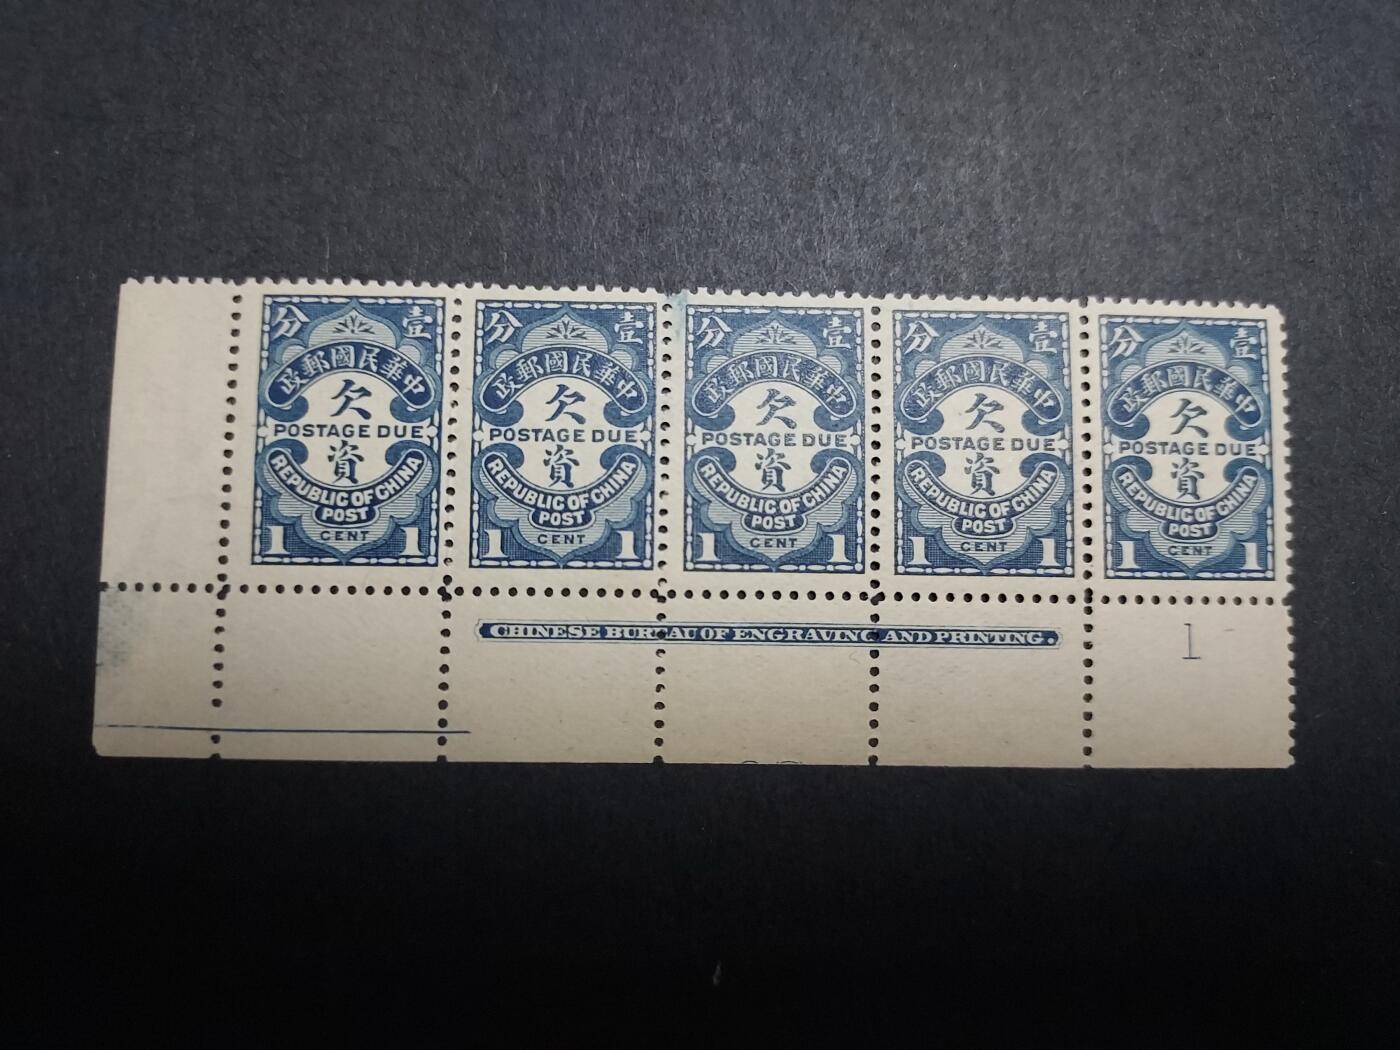 分 壹
政郵國民華中
欠
POSTAGE DUE
資
REPUBLIC OF CHINA
POST
CENT
1 1
分 壹
政郵國民華中
欠
POSTAGE DUE
資
REPUBLIC OF CHINA
POST
CENT
1 1
分 壹
政郵國民華中
欠
POSTAGE DUE
資
REPUBLIC OF CHINA
POST
CENT
1 1
分 壹
政郵國民華中
欠
POSTAGE DUE
資
REPUBLIC OF CHINA
POST
CENT
1 1
分 壹
政郵國民華中
欠
POSTAGE DUE
資
REPUBLIC OF CHINA
POST
CENT
1 1
CHINESE BUREAU OF ENGRAVING AND PRINTING.
1